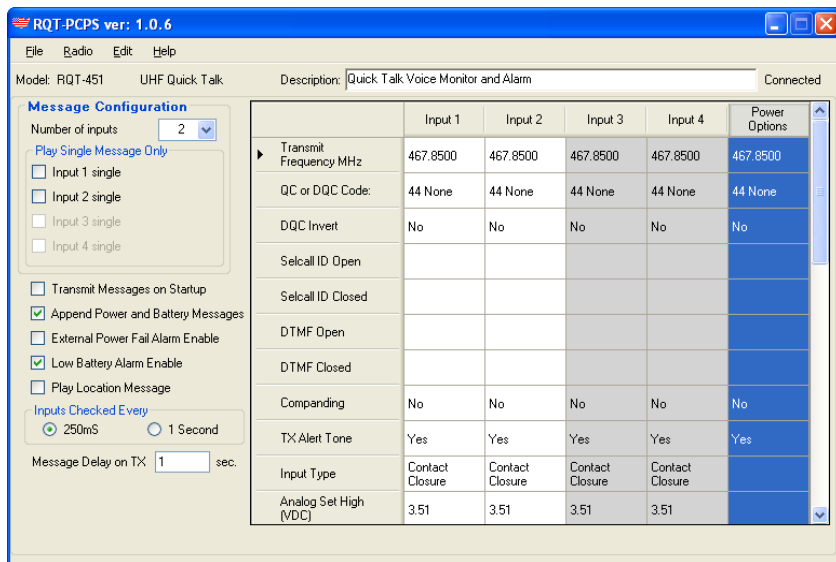 RQT-PCPS ver: 1.0.6
File Radio Edit Help
Model: RQT-451 UHF Quick Talk Description: Quick Talk Voice Monitor and Alarm Connected
Message Configuration
Number of inputs 2
Play Single Message Only
Input 1 single
Input 2 single
Input 3 single
Input 4 single
Transmit Messages on Startup
Append Power and Battery Messages
External Power Fail Alarm Enable
Low Battery Alarm Enable
Play Location Message
Inputs Checked Every
250mS 1 Second
Message Delay on TX 1 sec.
Input 1 Input 2 Input 3 Input 4 Power Options
Transmit Frequency MHz 467.8500 467.8500 467.8500 467.8500 467.8500
QC or DQC Code: 44 None 44 None 44 None 44 None 44 None
DQC Invert No No No No No
Selcall ID Open
Selcall ID Closed
DTMF Open
DTMF Closed
Companding No No No No No
TX Alert Tone Yes Yes Yes Yes Yes
Input Type Contact Closure Contact Closure Contact Closure Contact Closure
Analog Set High (VDC) 3.51 3.51 3.51 3.51